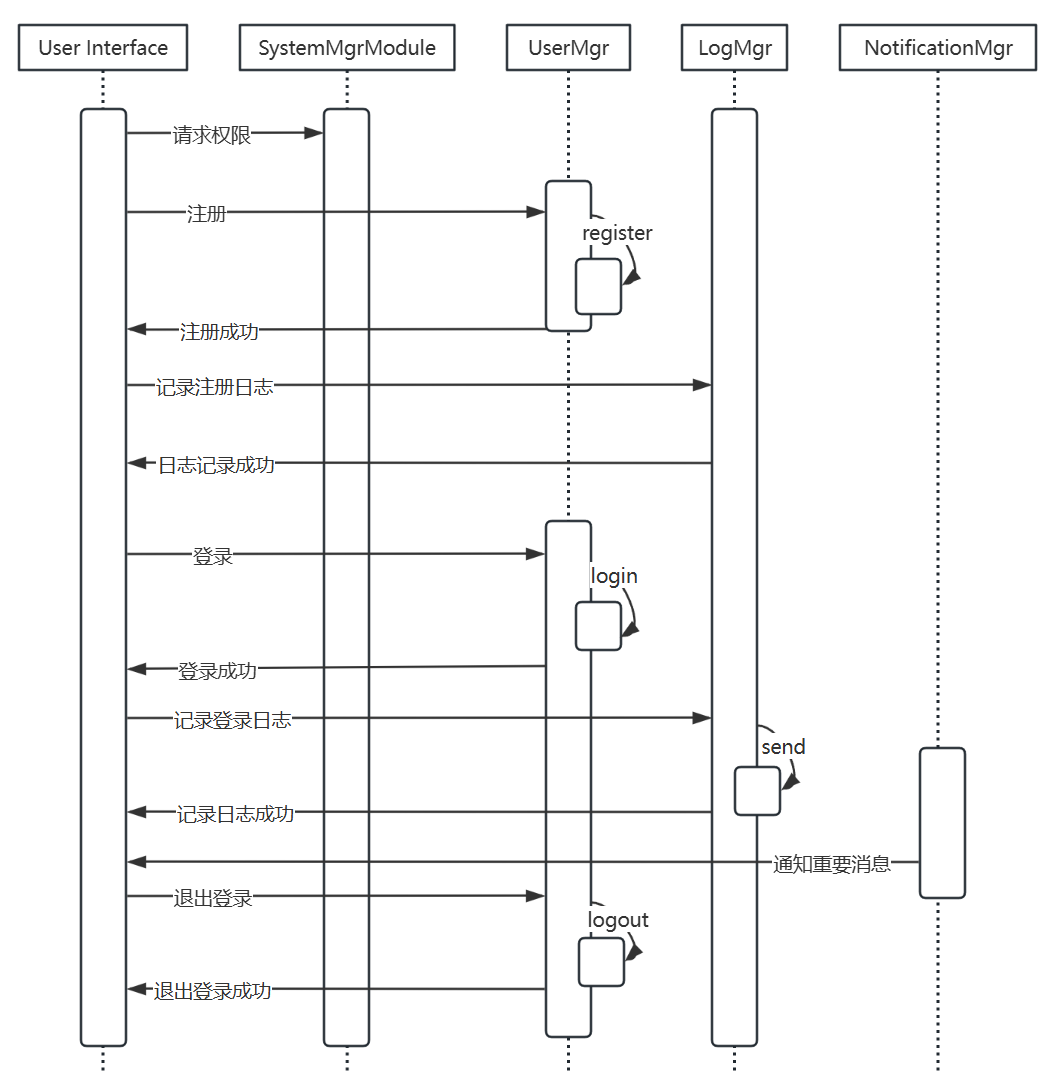 User Interface
SystemMgrModule
UserMgr
LogMgr
NotificationMgr
请求权限
注册
register
注册成功
记录注册日志
日志记录成功
登录
login
登录成功
记录登录日志
send
记录日志成功
通知重要消息
退出登录
logout
退出登录成功